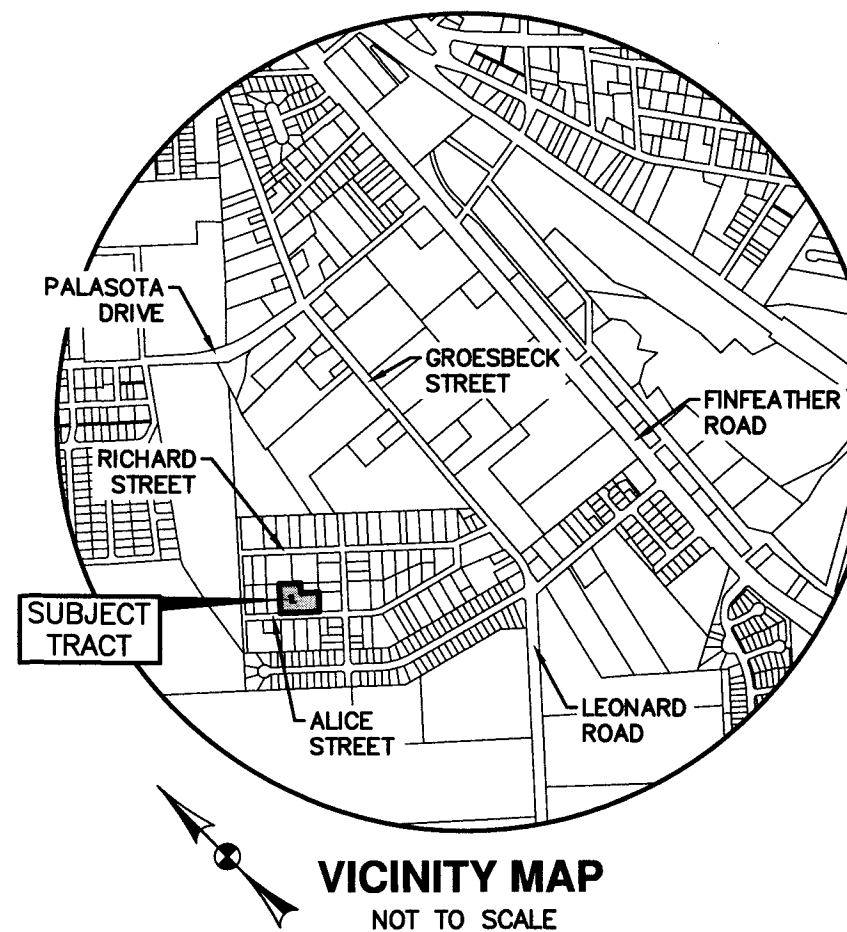 PALASOTA
DRIVE
GROESBECK
STREET
FINFEATHER
ROAD
RICHARD
STREET
SUBJECT
TRACT
ALICE
STREET
LEONARD
ROAD
VICINITY MAP
NOT TO SCALE